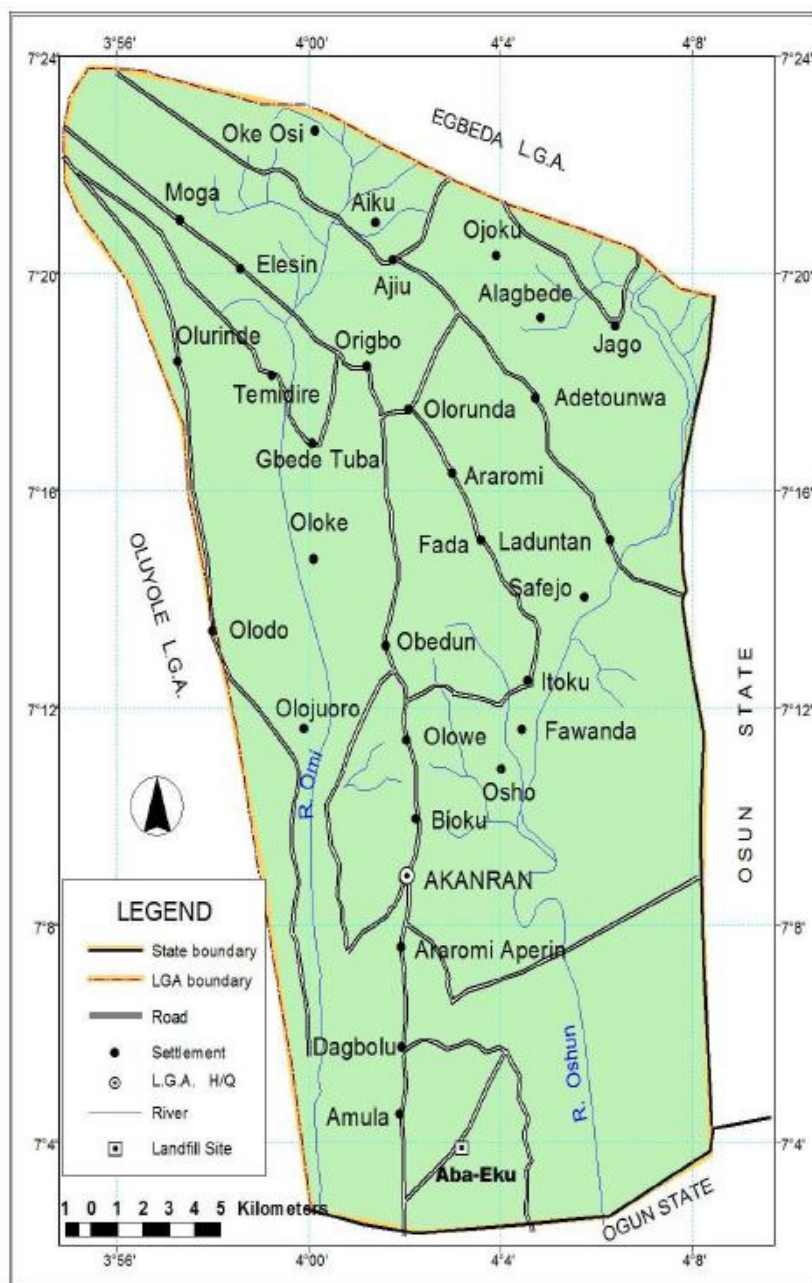 3°56'
4°00'
4°4'
4°8'
7°24'
7°24'
EGBEDA L.G.A.
Oke Osi
Moga
Aiku
Ojoku
7°20'
7°20'
Elesin
Ajiu
Alagbede
Jago
Olurinde
Origbo
Temidire
Olorunda
Adetounwa
Gbede Tuba
Araromi
7°16'
7°16'
Oloke
Fada
Laduntan
Safejo
OLUYOLE L.G.A.
Olodo
Obedun
Itoku
OSUN STATE
7°12'
7°12'
Olojuoro
Olowe
Fawanda
R. Omi
Osho
Bioku
AKANRAN
7°8'
7°8'
Araromi Aperin
LEGEND
State boundary
LGA boundary
Road
Settlement
L.G.A. H/Q
River
Landfill Site
Dagbolu
R. Oshun
Amula
7°4'
7°4'
Aba-Eku
OGUN STATE
1 0 1 2 3 4 5 Kilometers
3°56'
4°00'
4°4'
4°8'